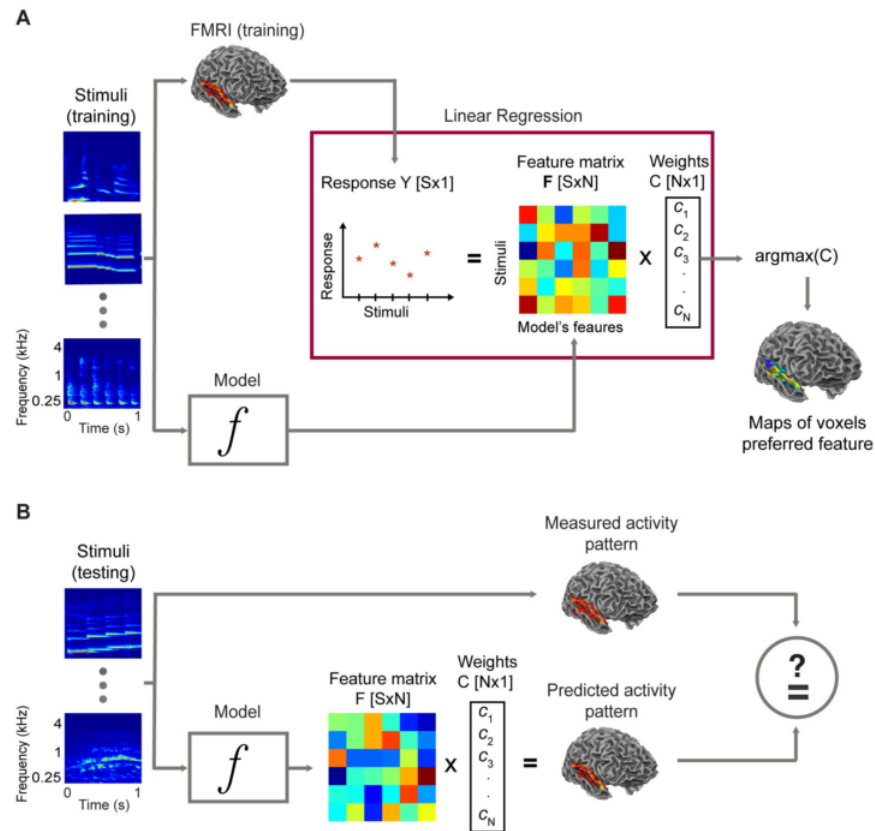 A
FMRI (training)
Stimuli
(training)
Linear Regression
Response Y [Sx1]
Feature matrix
F [SxN]
Weights
C [Nx1]
Response
Stimuli
=
Stimuli
Model's feaures
X
C1
C2
C3
.
.
CN
argmax(C)
Maps of voxels
preferred feature
Frequency (kHz)
4
1
0.25
0 1
Time (s)
Model
f
B
Stimuli
(testing)
Measured activity
pattern
Frequency (kHz)
4
1
0.25
0 1
Time (s)
Model
f
Feature matrix
F [SxN]
X
Weights
C [Nx1]
C1
C2
C3
.
.
CN
=
Predicted activity
pattern
?
=